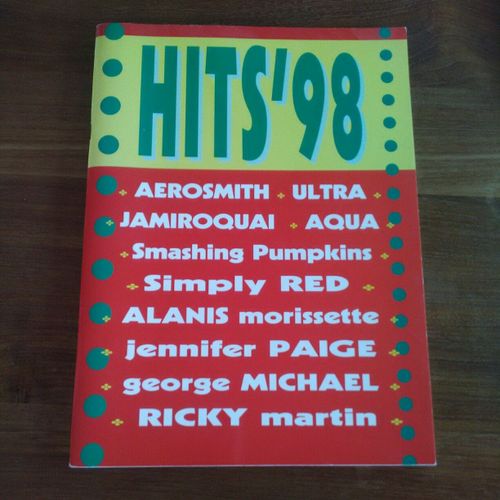 HITS'98
AEROSMITH ULTRA
JAMIROQUAI AQUA
Smashing Pumpkins
Simply RED
ALANIS morissette
jennifer PAIGE
george MICHAEL
RICKY martin